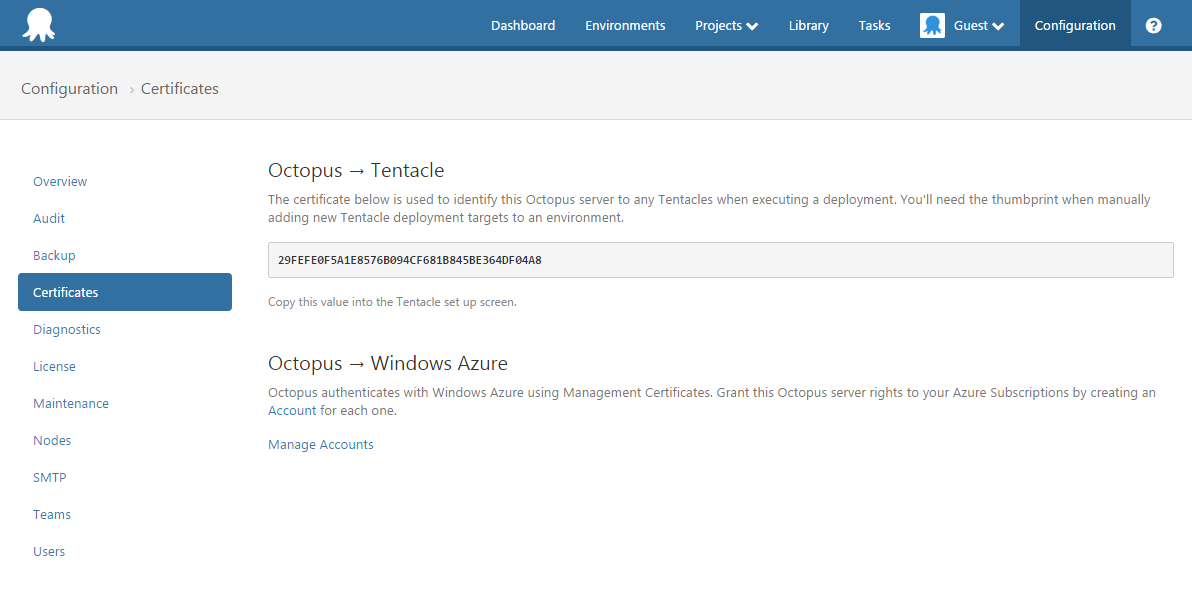 Dashboard Environments Projects Library Tasks Guest Configuration ?
Configuration › Certificates
Overview
Audit
Backup
Certificates
Diagnostics
License
Maintenance
Nodes
SMTP
Teams
Users
Octopus → Tentacle
The certificate below is used to identify this Octopus server to any Tentacles when executing a deployment. You'll need the thumbprint when manually
adding new Tentacle deployment targets to an environment.
29FEFE0F5A1E8576B094CF681B845BE364DF04A8
Copy this value into the Tentacle set up screen.
Octopus → Windows Azure
Octopus authenticates with Windows Azure using Management Certificates. Grant this Octopus server rights to your Azure Subscriptions by creating an
Account for each one.
Manage Accounts